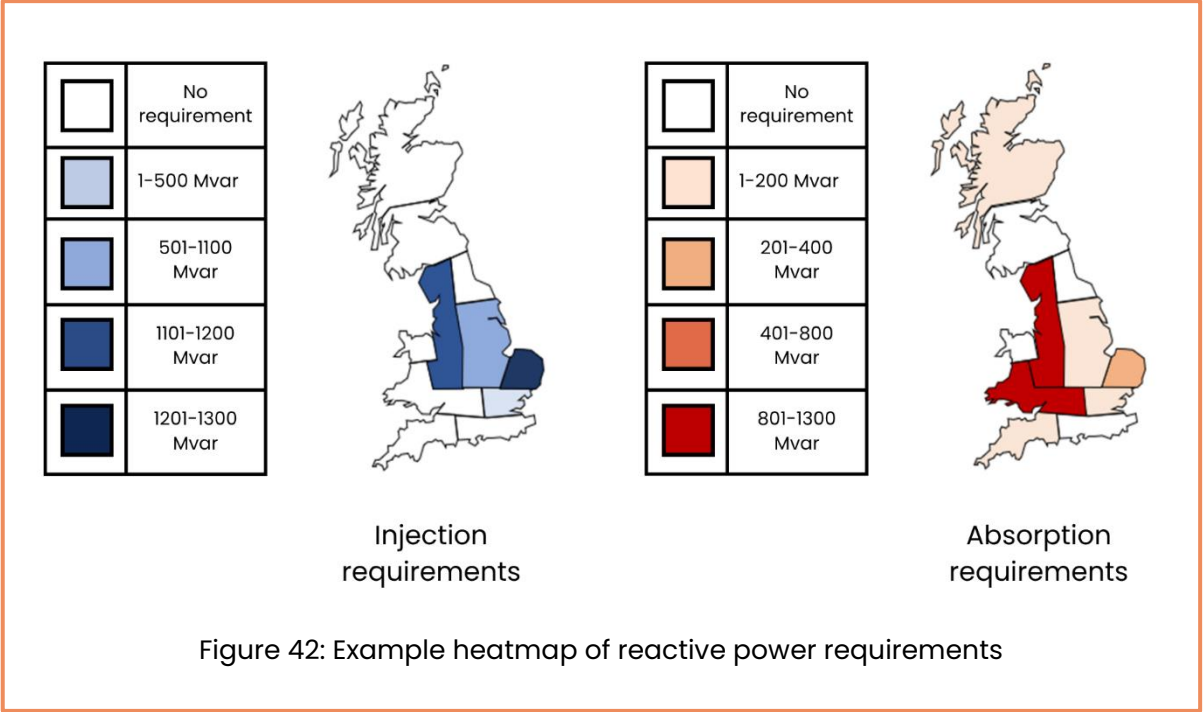 No
requirement
1-500 Mvar
501-1100
Mvar
1101-1200
Mvar
1201-1300
Mvar
Injection
requirements
No
requirement
1-200 Mvar
201-400
Mvar
401-800
Mvar
801-1300
Mvar
Absorption
requirements
Figure 42: Example heatmap of reactive power requirements